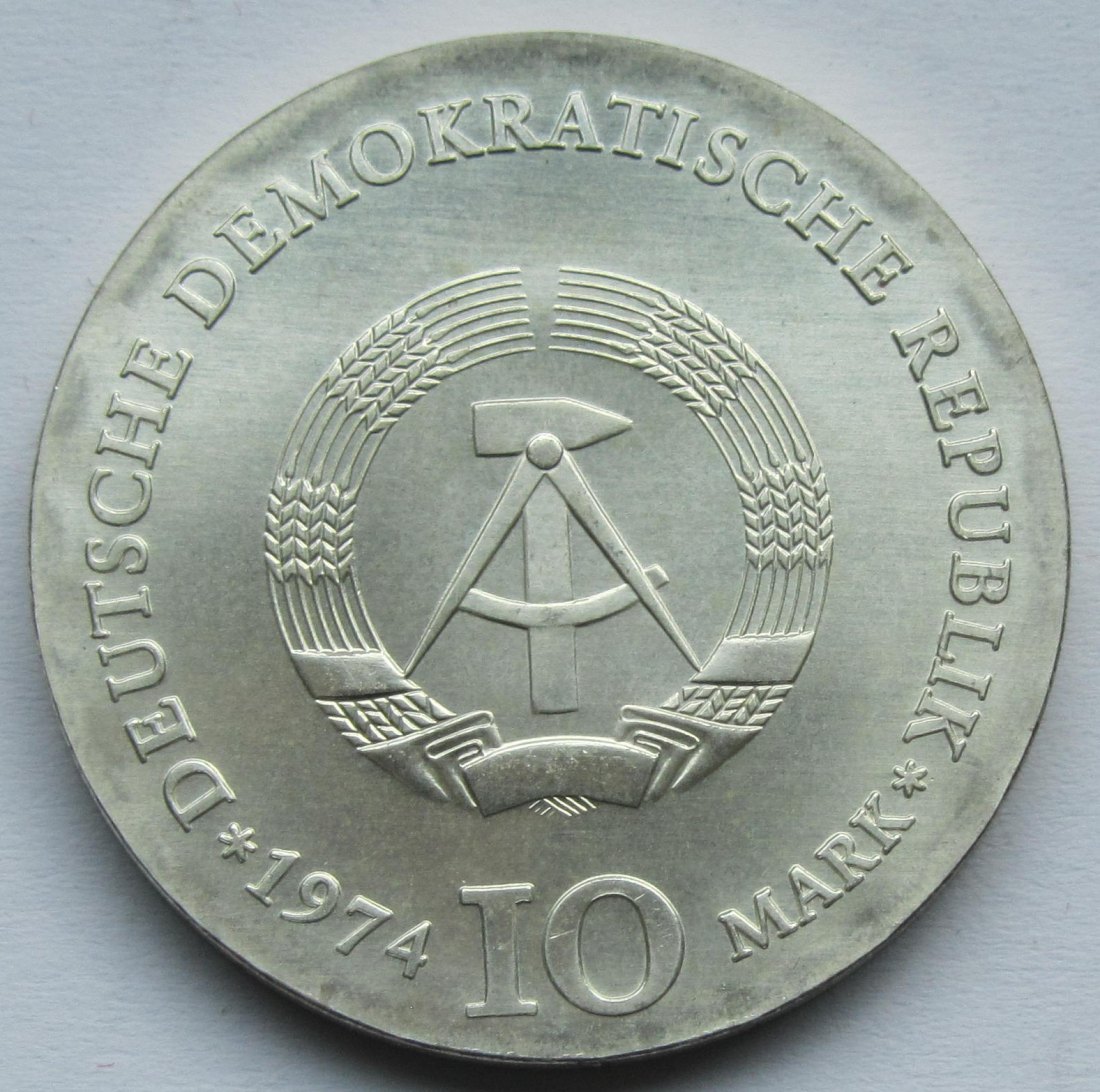 DEUTSCHE DEMOKRATISCHE REPUBLIK
*1974 10 MARK*